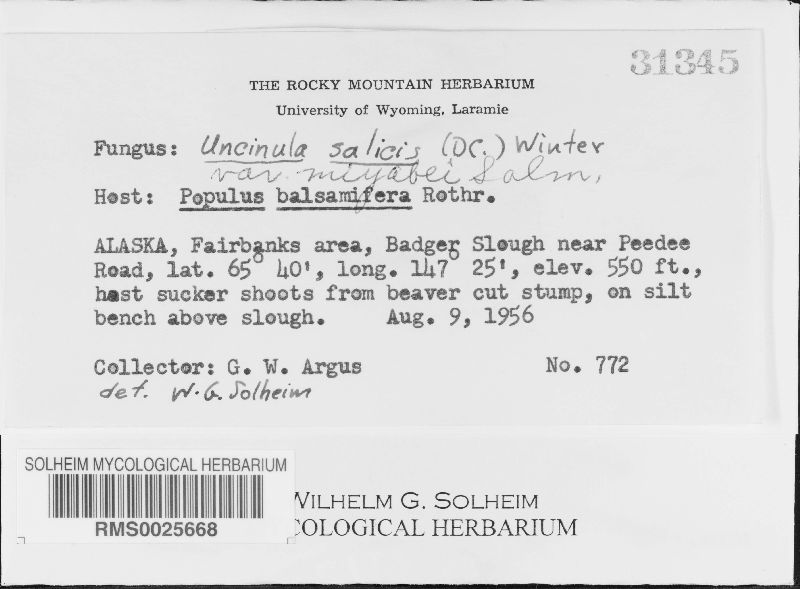 31345
THE ROCKY MOUNTAIN HERBARIUM
University of Wyoming, Laramie
Fungus: Uncinula salicis (DC.) Winter
var. miyabei Salm.
Host: Populus balsamifera Rothr.
ALASKA, Fairbanks area, Badger Slough near Peedee
Road, lat. 65° 40', long. 147° 25', elev. 550 ft.,
host sucker shoots from beaver cut stump, on silt
bench above slough. Aug. 9, 1956
Collector: G. W. Argus No. 772
det. W. G. Solheim
SOLHEIM MYCOLOGICAL HERBARIUM
RMS0025668
WILHELM G. SOLHEIM
COLOGICAL HERBARIUM